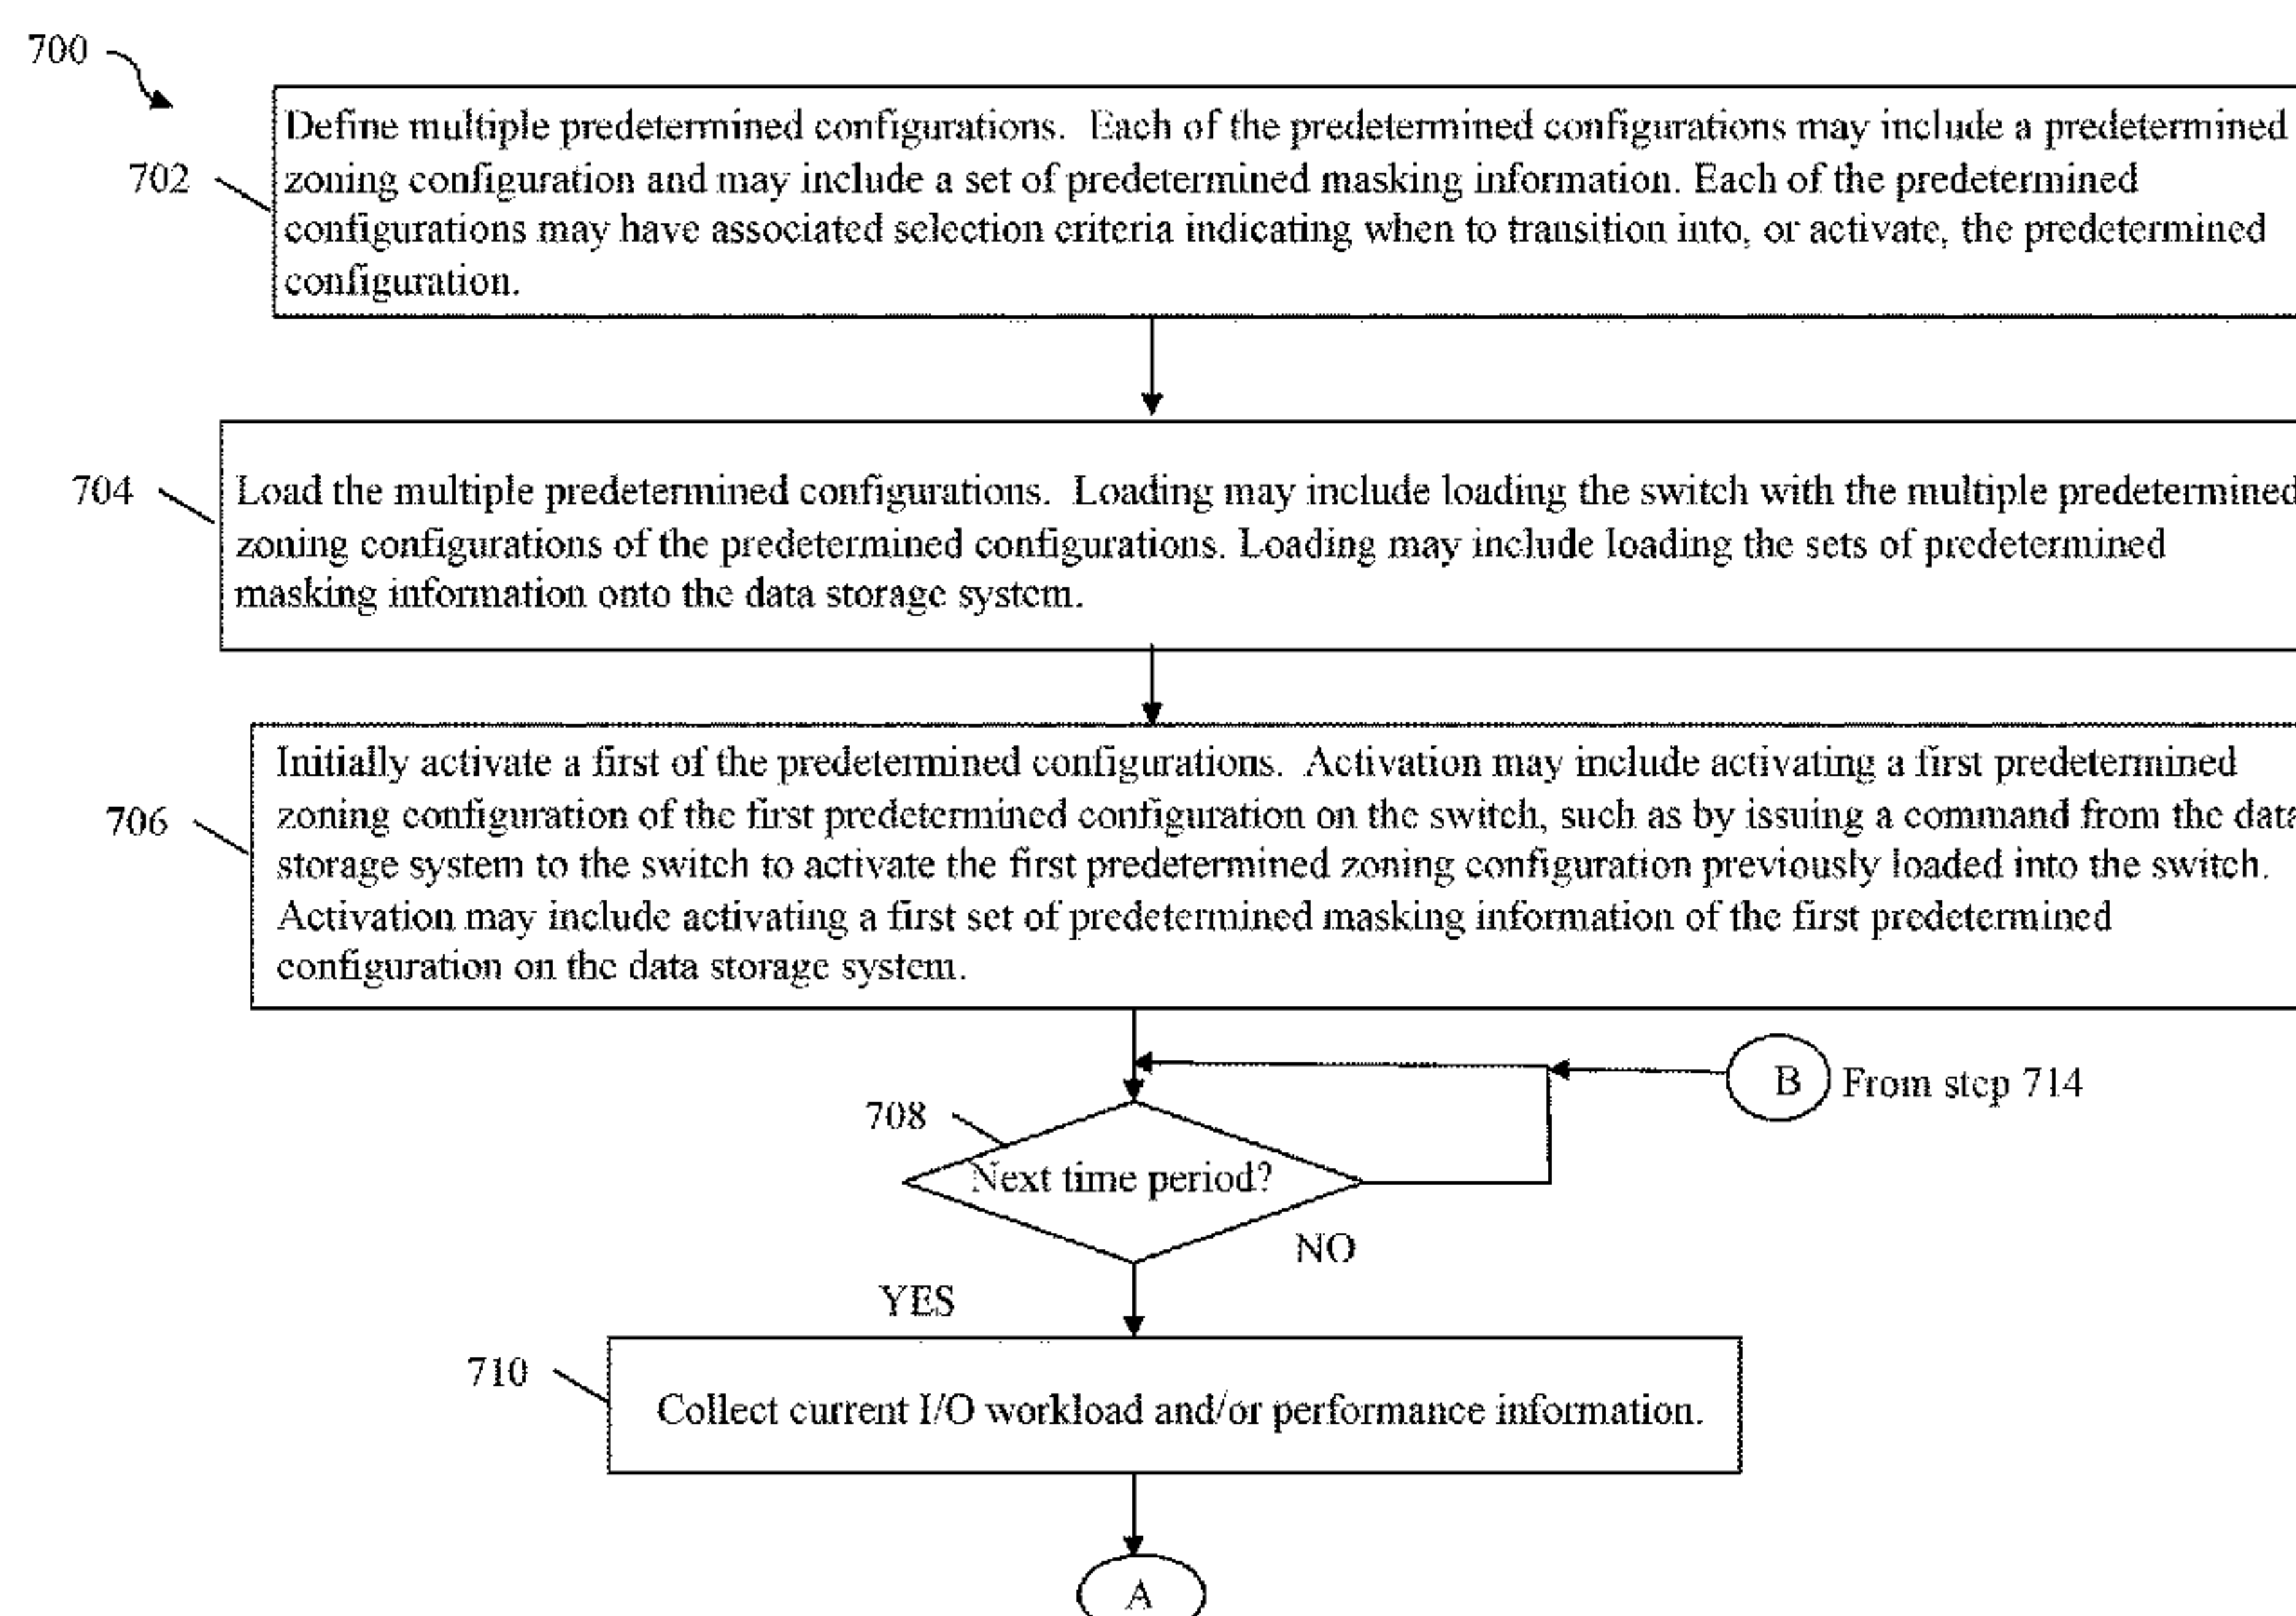 700
702
Define multiple predetermined configurations. Each of the predetermined configurations may include a predetermined
zoning configuration and may include a set of predetermined masking information. Each of the predetermined
configurations may have associated selection criteria indicating when to transition into, or activate, the predetermined
configuration.
704
Load the multiple predetermined configurations. Loading may include loading the switch with the multiple predetermined
zoning configurations of the predetermined configurations. Loading may include loading the sets of predetermined
masking information onto the data storage system.
706
Initially activate a first of the predetermined configurations. Activation may include activating a first predetermined
zoning configuration of the first predetermined configuration on the switch, such as by issuing a command from the data
storage system to the switch to activate the first predetermined zoning configuration previously loaded into the switch.
Activation may include activating a first set of predetermined masking information of the first predetermined
configuration on the data storage system.
B From step 714
708
Next time period?
NO
YES
710
Collect current I/O workload and/or performance information.
A